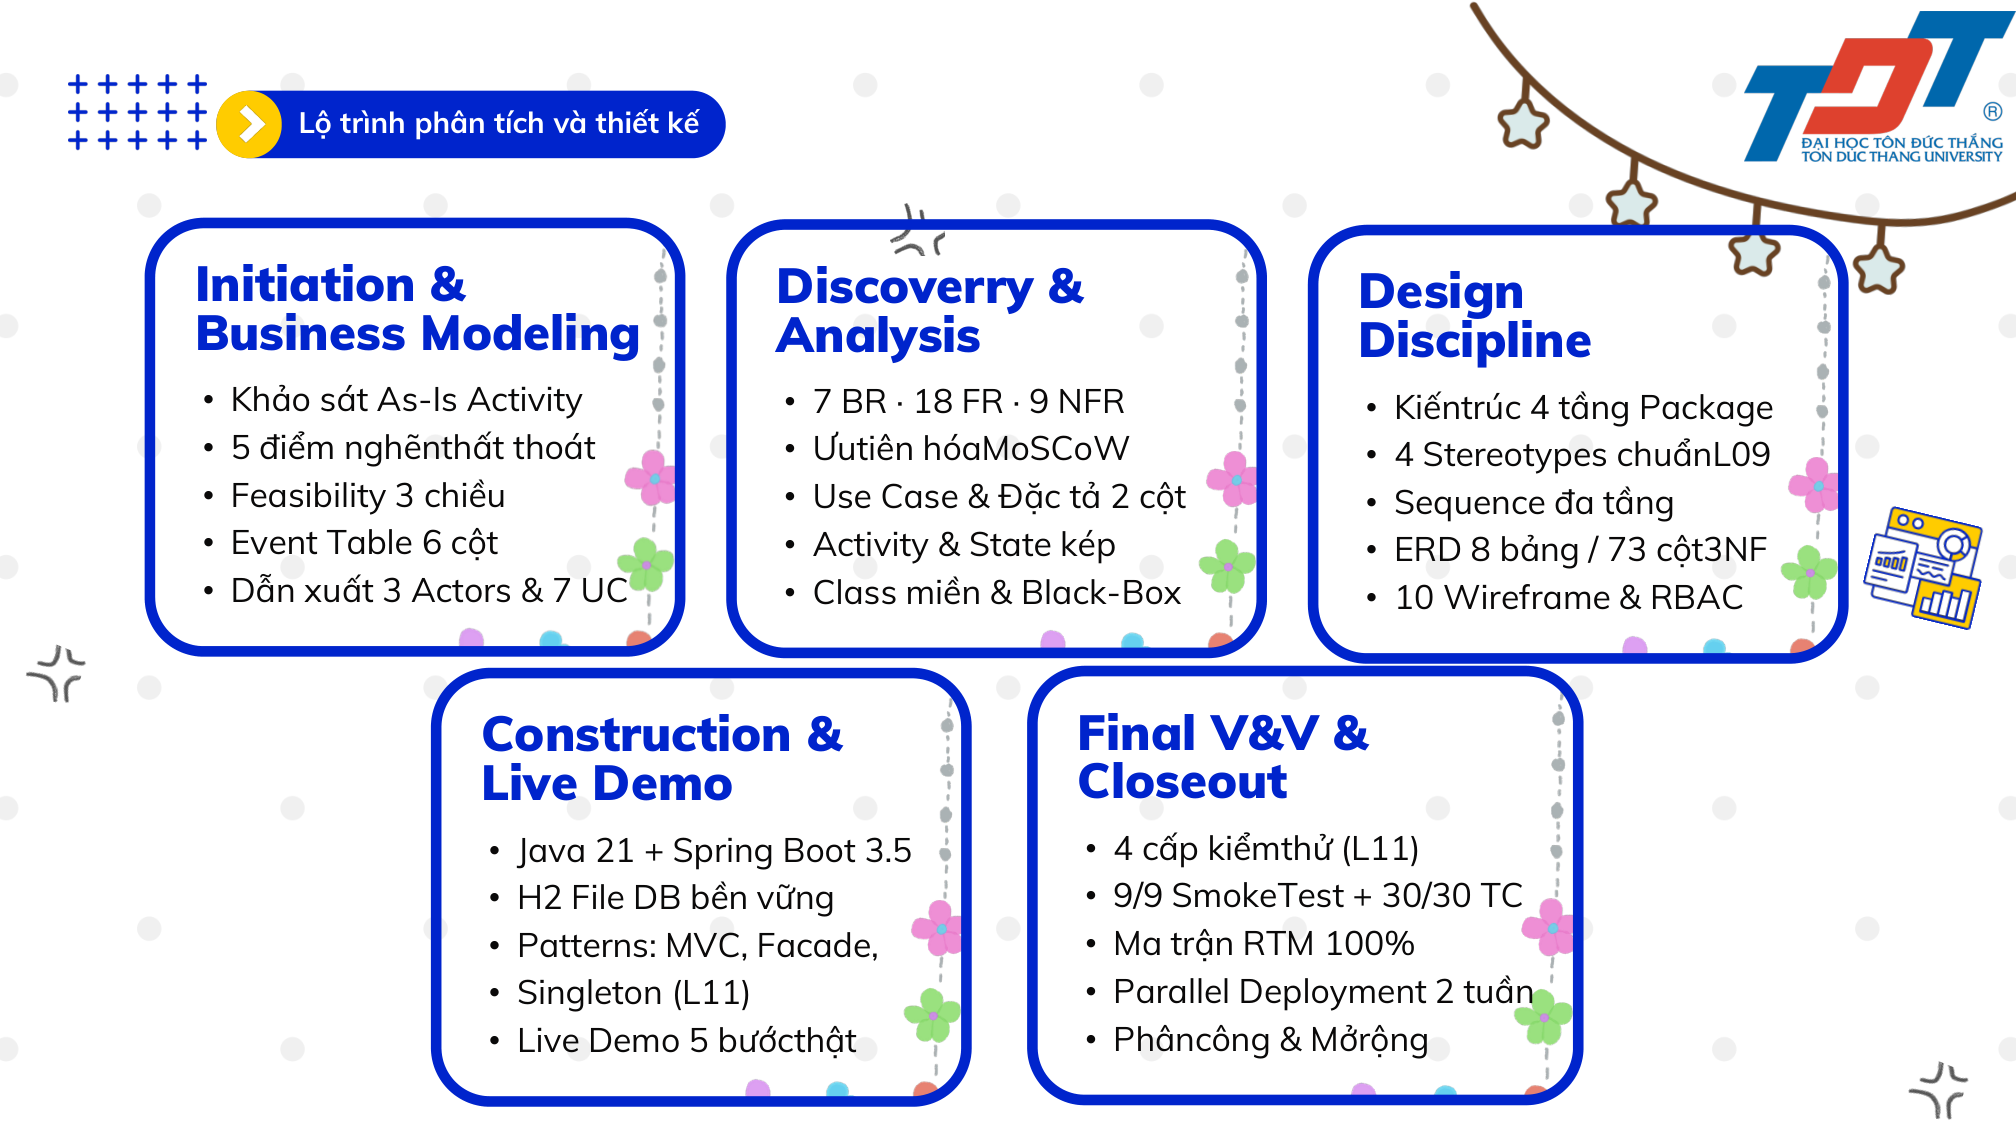 Lộ trình phân tích và thiết kế
TDT
®
ĐẠI HỌC TÔN ĐỨC THẮNG
TON DUC THANG UNIVERSITY
Initiation &
Business Modeling
• Khảo sát As-Is Activity
• 5 điểm nghẽnthất thoát
• Feasibility 3 chiều
• Event Table 6 cột
• Dẫn xuất 3 Actors & 7 UC
Discoverry &
Analysis
• 7 BR · 18 FR · 9 NFR
• Ưutiên hóaMoSCoW
• Use Case & Đặc tả 2 cột
• Activity & State kép
• Class miền & Black-Box
Design
Discipline
• Kiếntrúc 4 tầng Package
• 4 Stereotypes chuẩnL09
• Sequence đa tầng
• ERD 8 bảng / 73 cột3NF
• 10 Wireframe & RBAC
Construction &
Live Demo
• Java 21 + Spring Boot 3.5
• H2 File DB bền vững
• Patterns: MVC, Facade,
• Singleton (L11)
• Live Demo 5 bướcthật
Final V&V &
Closeout
• 4 cấp kiểmthử (L11)
• 9/9 SmokeTest + 30/30 TC
• Ma trận RTM 100%
• Parallel Deployment 2 tuần
• Phâncông & Mởrộng